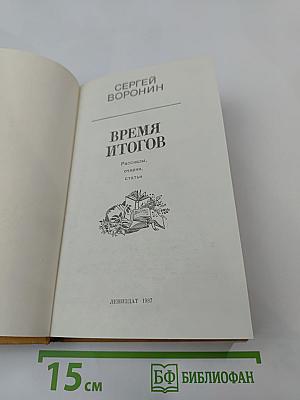 СЕРГЕЙ
ВОРОНИН
ВРЕМЯ
ИТОГОВ
Рассказы,
очерки,
статьи
ЛЕНИЗДАТ 1987
15 см
БФ БИБЛИОФАН